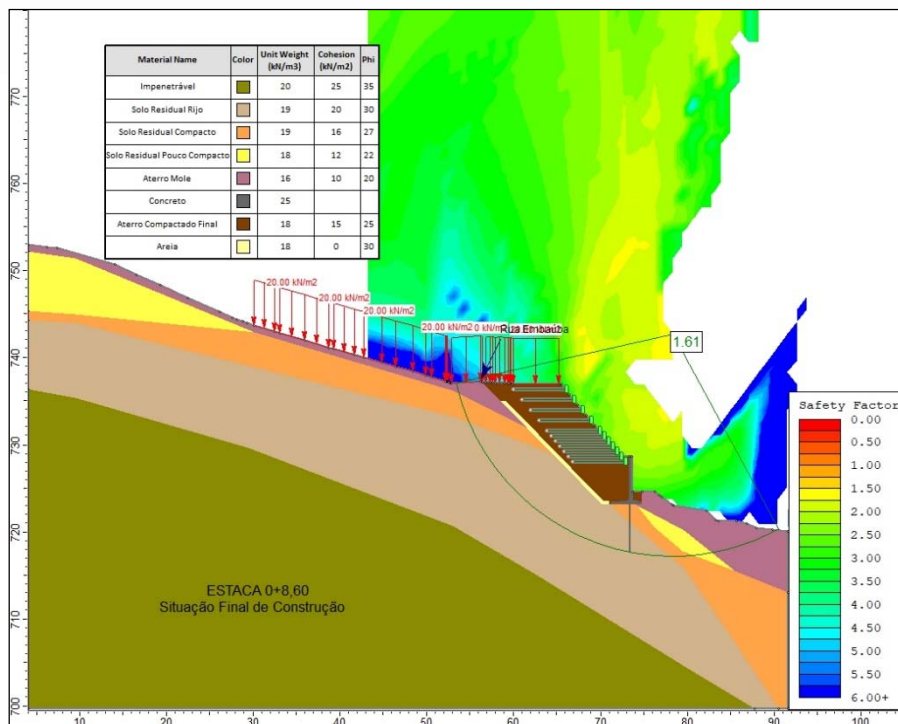 Material Name Color Unit Weight (kN/m3) Cohesion (kN/m2) Phi
Impenetrável 20 25 35
Solo Residual Rijo 19 20 30
Solo Residual Compacto 19 16 27
Solo Residual Pouco Compacto 18 12 22
Aterro Mole 16 10 20
Concreto 25
Aterro Compactado Final 18 15 25
Areia 18 0 30
770
760
750
740
730
720
710
700
20.00 kN/m2
20.00 kN/m2
20.00 kN/m2
20.00 kN/m2
Rua Embaúba
1.61
ESTACA 0+8,60
Situação Final de Construção
Safety Factor
0.00
0.50
1.00
1.50
2.00
2.50
3.00
3.50
4.00
4.50
5.00
5.50
6.00+
10 20 30 40 50 60 70 80 90 100